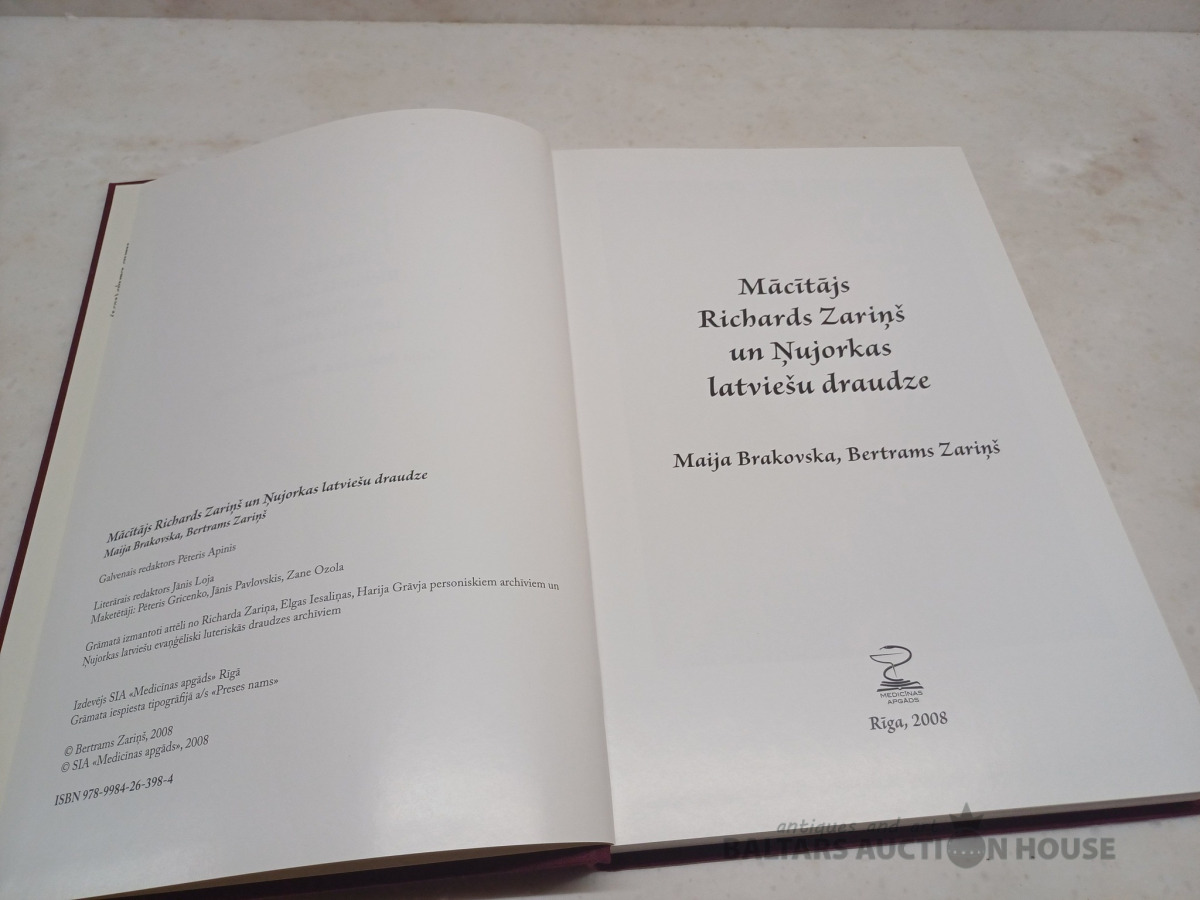 Mācītājs Richards Zariņš un Ņujorkas latviešu draudze
Maija Brakovska, Bertrams Zariņš
Galvenais redaktors Pēteris Apinis
Literārais redaktors Jānis Loja
Maketētāji: Pēteris Gricenko, Jānis Pavlovskis, Zane Ozola
Grāmatā izmantoti attēli no Richarda Zariņa, Elgas Iesaliņas, Harija Grāvja personiskiem archīviem un
Ņujorkas latviešu evaņģēliski luteriskās draudzes archīviem
Izdevējs SIA «Medicīnas apgāds» Rīgā
Grāmata iespiesta tipogrāfijā a/s «Preses nams»
© Bertrams Zariņš, 2008
© SIA «Medicīnas apgāds», 2008
ISBN 978-9984-26-398-4
Mācītājs
Richards Zariņš
un Ņujorkas
latviešu draudze
Maija Brakovska, Bertrams Zariņš
MEDICĪNAS
APGĀDS
Rīga, 2008
antiques and art
BALTARS AUCTION HOUSE